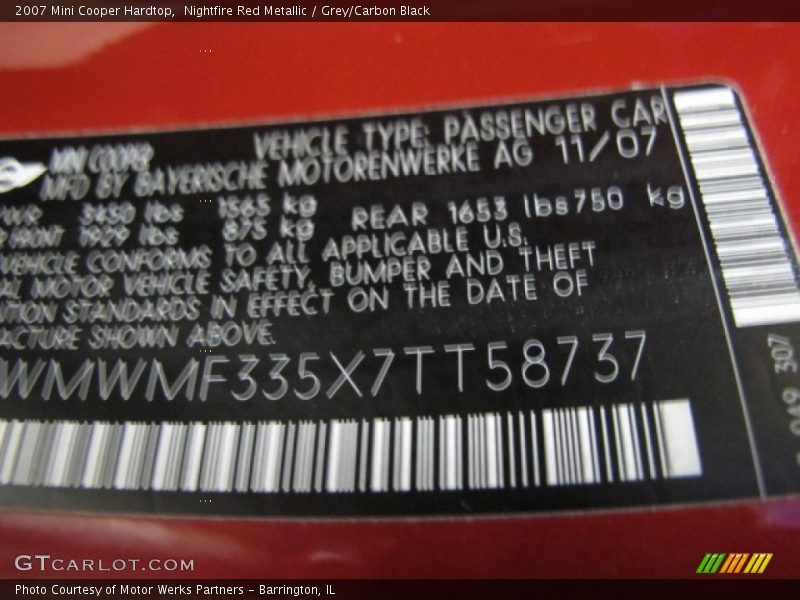 2007 Mini Cooper Hardtop,  Nightfire Red Metallic / Grey/Carbon Black
MINI COOPER VEHICLE TYPE: PASSENGER CAR
MFD BY BAYERISCHE MOTORENWERKE AG 11/07
3450 lbs 1565 kg
FRONT 1929 lbs 875 kg REAR 1653 lbs 750 kg
VEHICLE CONFORMS TO ALL APPLICABLE U.S.
MOTOR VEHICLE SAFETY, BUMPER AND THEFT
STANDARDS IN EFFECT ON THE DATE OF
SHOWN ABOVE.
WMWMF335X7TT58737
307
GTCARLOT.COM
Photo Courtesy of Motor Werks Partners - Barrington, IL